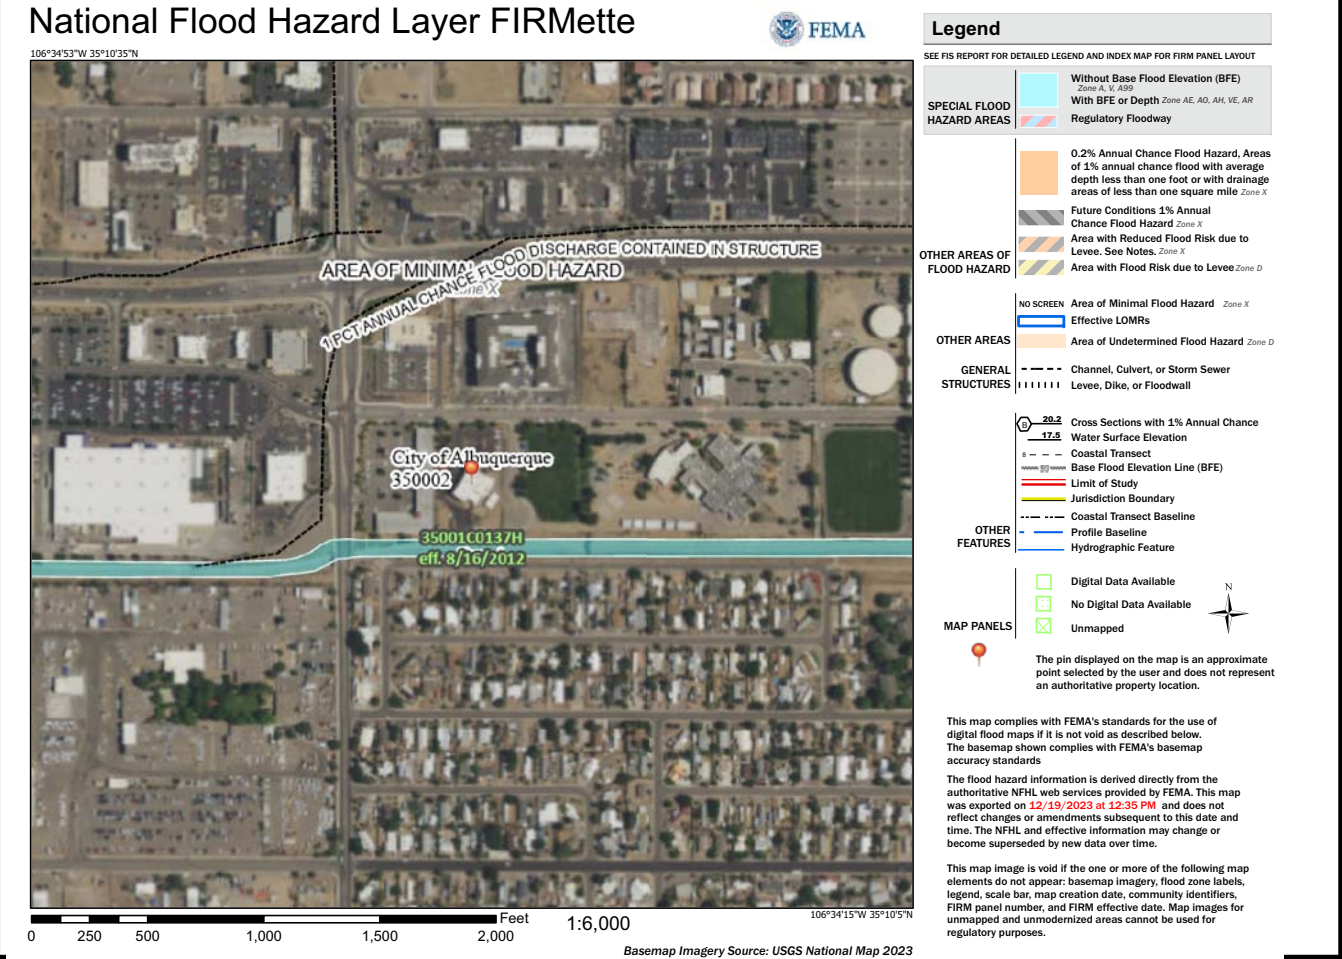 National Flood Hazard Layer FIRMette
FEMA
106°34'53"W 35°10'35"N
1 PCT ANNUAL CHANCE FLOOD DISCHARGE CONTAINED IN STRUCTURE
AREA OF MINIMAL FLOOD HAZARD
Zone X
City of Albuquerque
350002
35001C0137H
eff. 8/16/2012
106°34'15"W 35°10'5"N
0 250 500 1,000 1,500 2,000
Feet
1:6,000
Basemap Imagery Source: USGS National Map 2023
Legend
SEE FIS REPORT FOR DETAILED LEGEND AND INDEX MAP FOR FIRM PANEL LAYOUT
SPECIAL FLOOD
HAZARD AREAS
Without Base Flood Elevation (BFE)
Zone A, V, A99
With BFE or Depth Zone AE, AO, AH, VE, AR
Regulatory Floodway
0.2% Annual Chance Flood Hazard, Areas
of 1% annual chance flood with average
depth less than one foot or with drainage
areas of less than one square mile Zone X
Future Conditions 1% Annual
Chance Flood Hazard Zone X
Area with Reduced Flood Risk due to
Levee. See Notes. Zone X
Area with Flood Risk due to Levee Zone D
OTHER AREAS OF
FLOOD HAZARD
NO SCREEN Area of Minimal Flood Hazard Zone X
Effective LOMRs
OTHER AREAS
Area of Undetermined Flood Hazard Zone D
GENERAL
STRUCTURES
Channel, Culvert, or Storm Sewer
Levee, Dike, or Floodwall
B 20.2 Cross Sections with 1% Annual Chance
17.5 Water Surface Elevation
8 Coastal Transect
Base Flood Elevation Line (BFE)
Limit of Study
Jurisdiction Boundary
Coastal Transect Baseline
OTHER
FEATURES
Profile Baseline
Hydrographic Feature
Digital Data Available
No Digital Data Available
Unmapped
MAP PANELS
N
The pin displayed on the map is an approximate
point selected by the user and does not represent
an authoritative property location.
This map complies with FEMA's standards for the use of
digital flood maps if it is not void as described below.
The basemap shown complies with FEMA's basemap
accuracy standards
The flood hazard information is derived directly from the
authoritative NFHL web services provided by FEMA. This map
was exported on 12/19/2023 at 12:35 PM and does not
reflect changes or amendments subsequent to this date and
time. The NFHL and effective information may change or
become superseded by new data over time.
This map image is void if the one or more of the following map
elements do not appear: basemap imagery, flood zone labels,
legend, scale bar, map creation date, community identifiers,
FIRM panel number, and FIRM effective date. Map images for
unmapped and unmodernized areas cannot be used for
regulatory purposes.